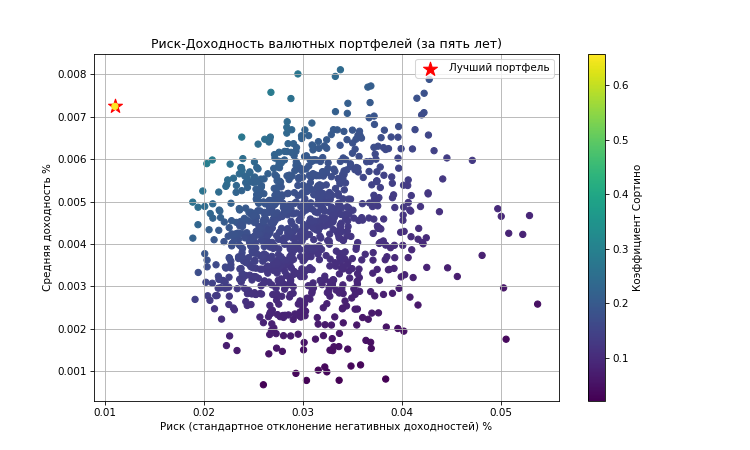 Риск-Доходность валютных портфелей (за пять лет)
Лучший портфель
0.008
0.007
0.006
0.005
0.004
0.003
0.002
0.001
Средняя доходность %
0.01 0.02 0.03 0.04 0.05
Риск (стандартное отклонение негативных доходностей) %
0.6
0.5
0.4
0.3
0.2
0.1
Коэффициент Сортино